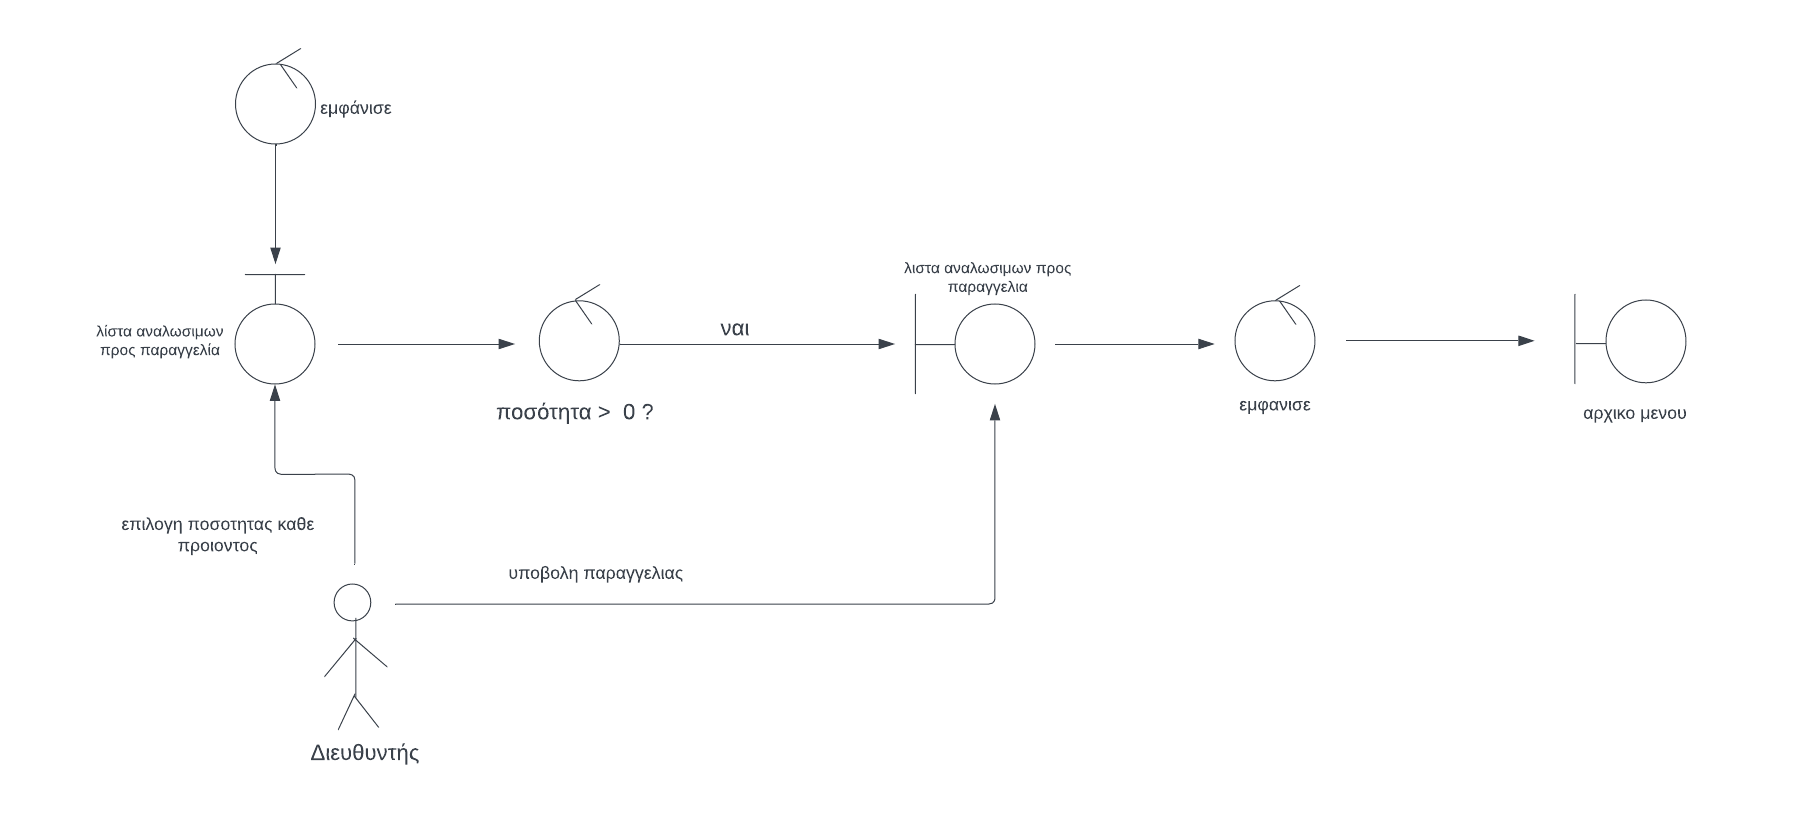 εμφάνισε
λιστα αναλωσιμων προς
παραγγελια
λίστα αναλωσιμων
προς παραγγελία
ναι
ποσότητα > 0 ?
εμφανισε
αρχικο μενου
επιλογη ποσοτητας καθε
προιοντος
υποβολη παραγγελιας
Διευθυντής